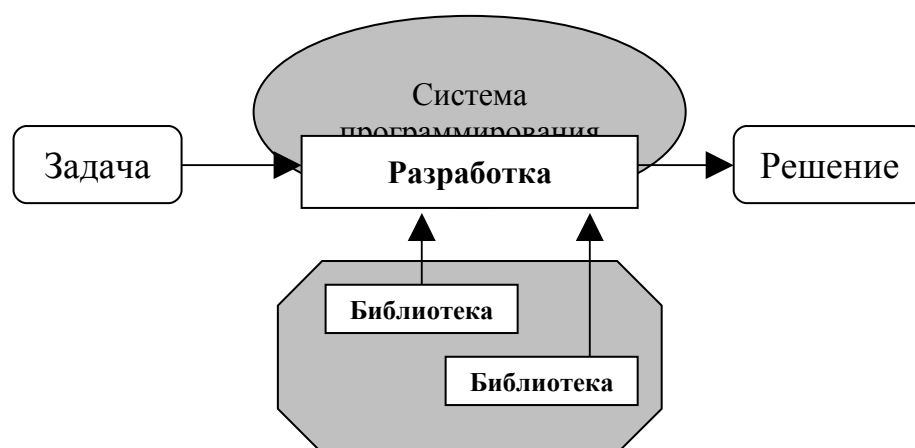 Система
программирования
Задача
Разработка
Решение
Библиотека
Библиотека